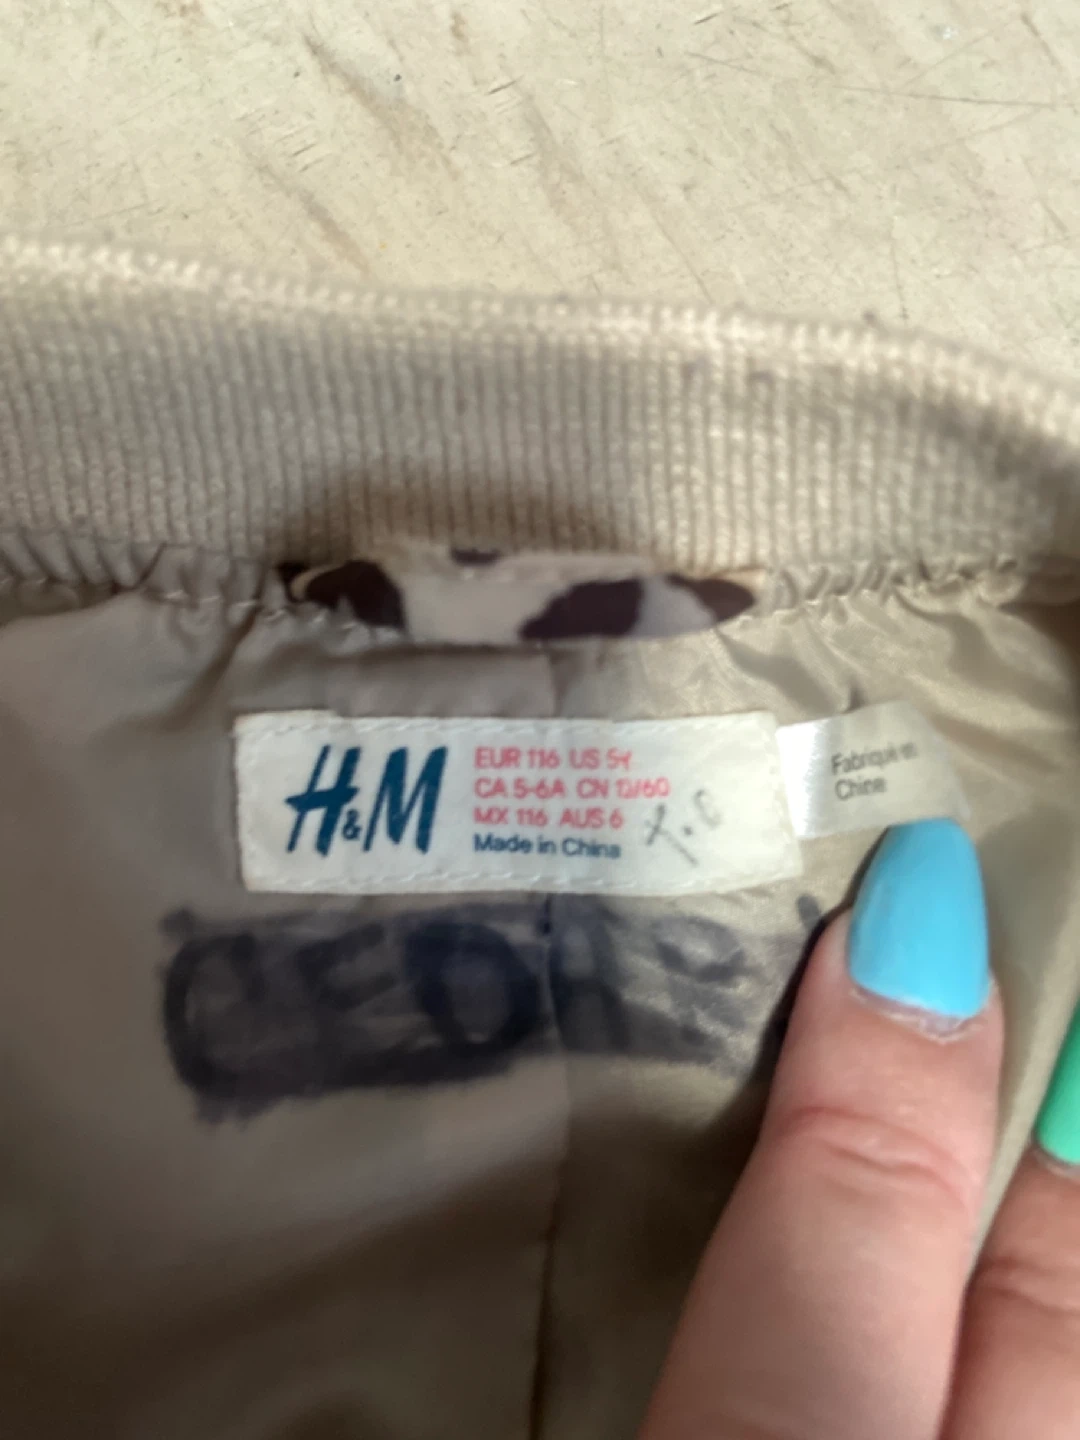 H&M
EUR 116 US 5Y
CA 5-6A CN 120/60
MX 116 AUS 6
Made in China
Fabriqué en
Chine